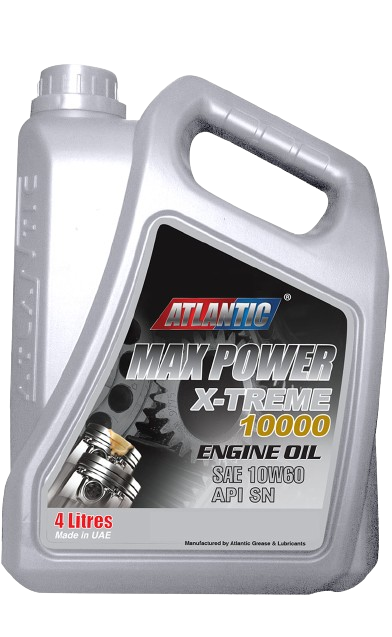 ATLANTIC®
MAX POWER
X-TREME
10000
ENGINE OIL
SAE 10W60
API SN
4 Litres
Made in UAE
Manufactured by Atlantic Grease & Lubricants
ATLANTIC